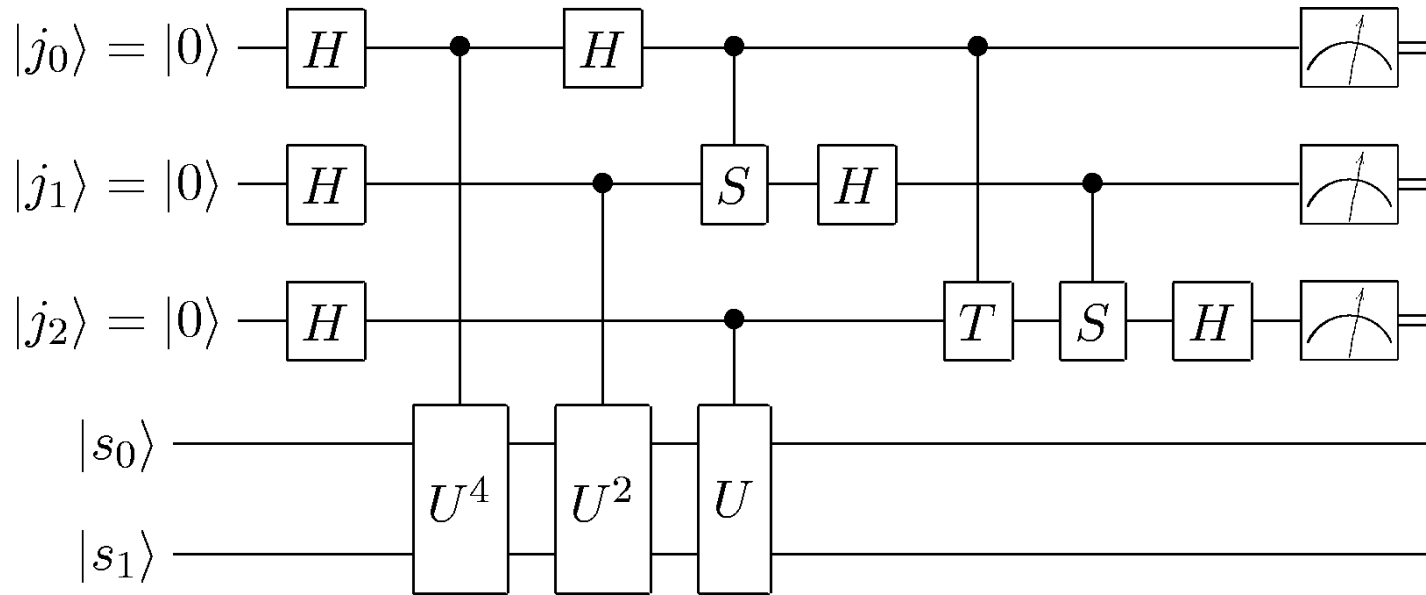 |j₀⟩ = |0⟩ H H
|j₁⟩ = |0⟩ H S H
|j₂⟩ = |0⟩ H T S H
|s₀⟩
U⁴ U² U
|s₁⟩